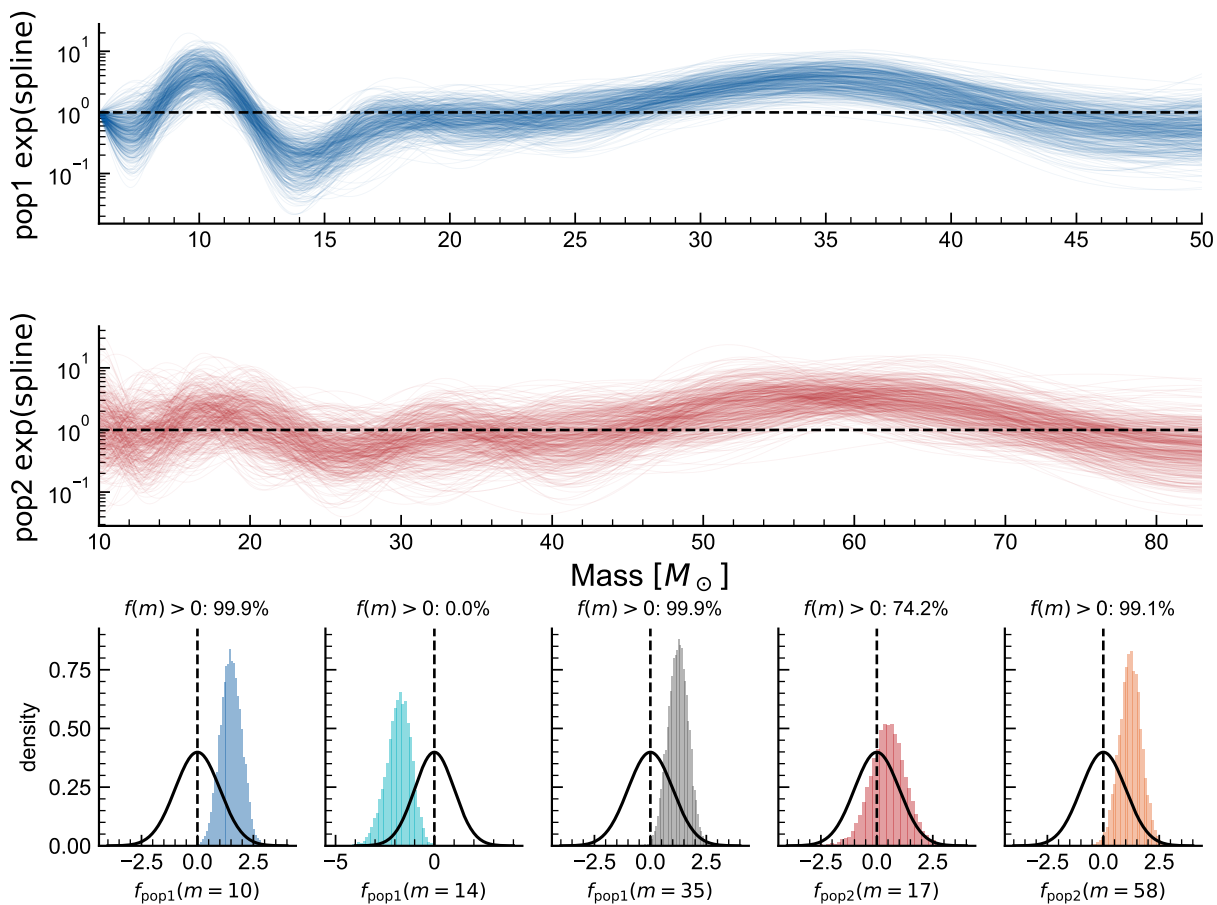 pop1 exp(spline)
10¹
10⁰
10⁻¹
10 15 20 25 30 35 40 45 50
pop2 exp(spline)
10¹
10⁰
10⁻¹
10 20 30 40 50 60 70 80
Mass [M⊙]
f(m) > 0: 99.9% f(m) > 0: 0.0% f(m) > 0: 99.9% f(m) > 0: 74.2% f(m) > 0: 99.1%
density
0.75
0.50
0.25
0.00
−2.5 0.0 2.5 −5 0 −2.5 0.0 2.5 −2.5 0.0 2.5 −2.5 0.0 2.5
f_pop1(m = 10) f_pop1(m = 14) f_pop1(m = 35) f_pop2(m = 17) f_pop2(m = 58)